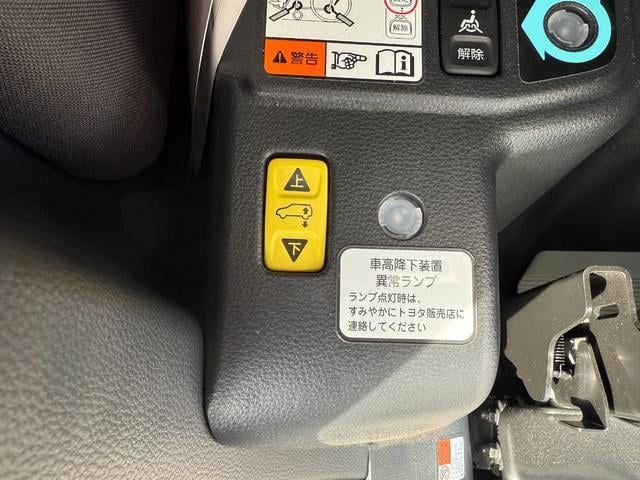 解除
警告
解除
上
下
車高降下装置
異常ランプ
ランプ点灯時は、
すみやかにトヨタ販売店に
連絡してください